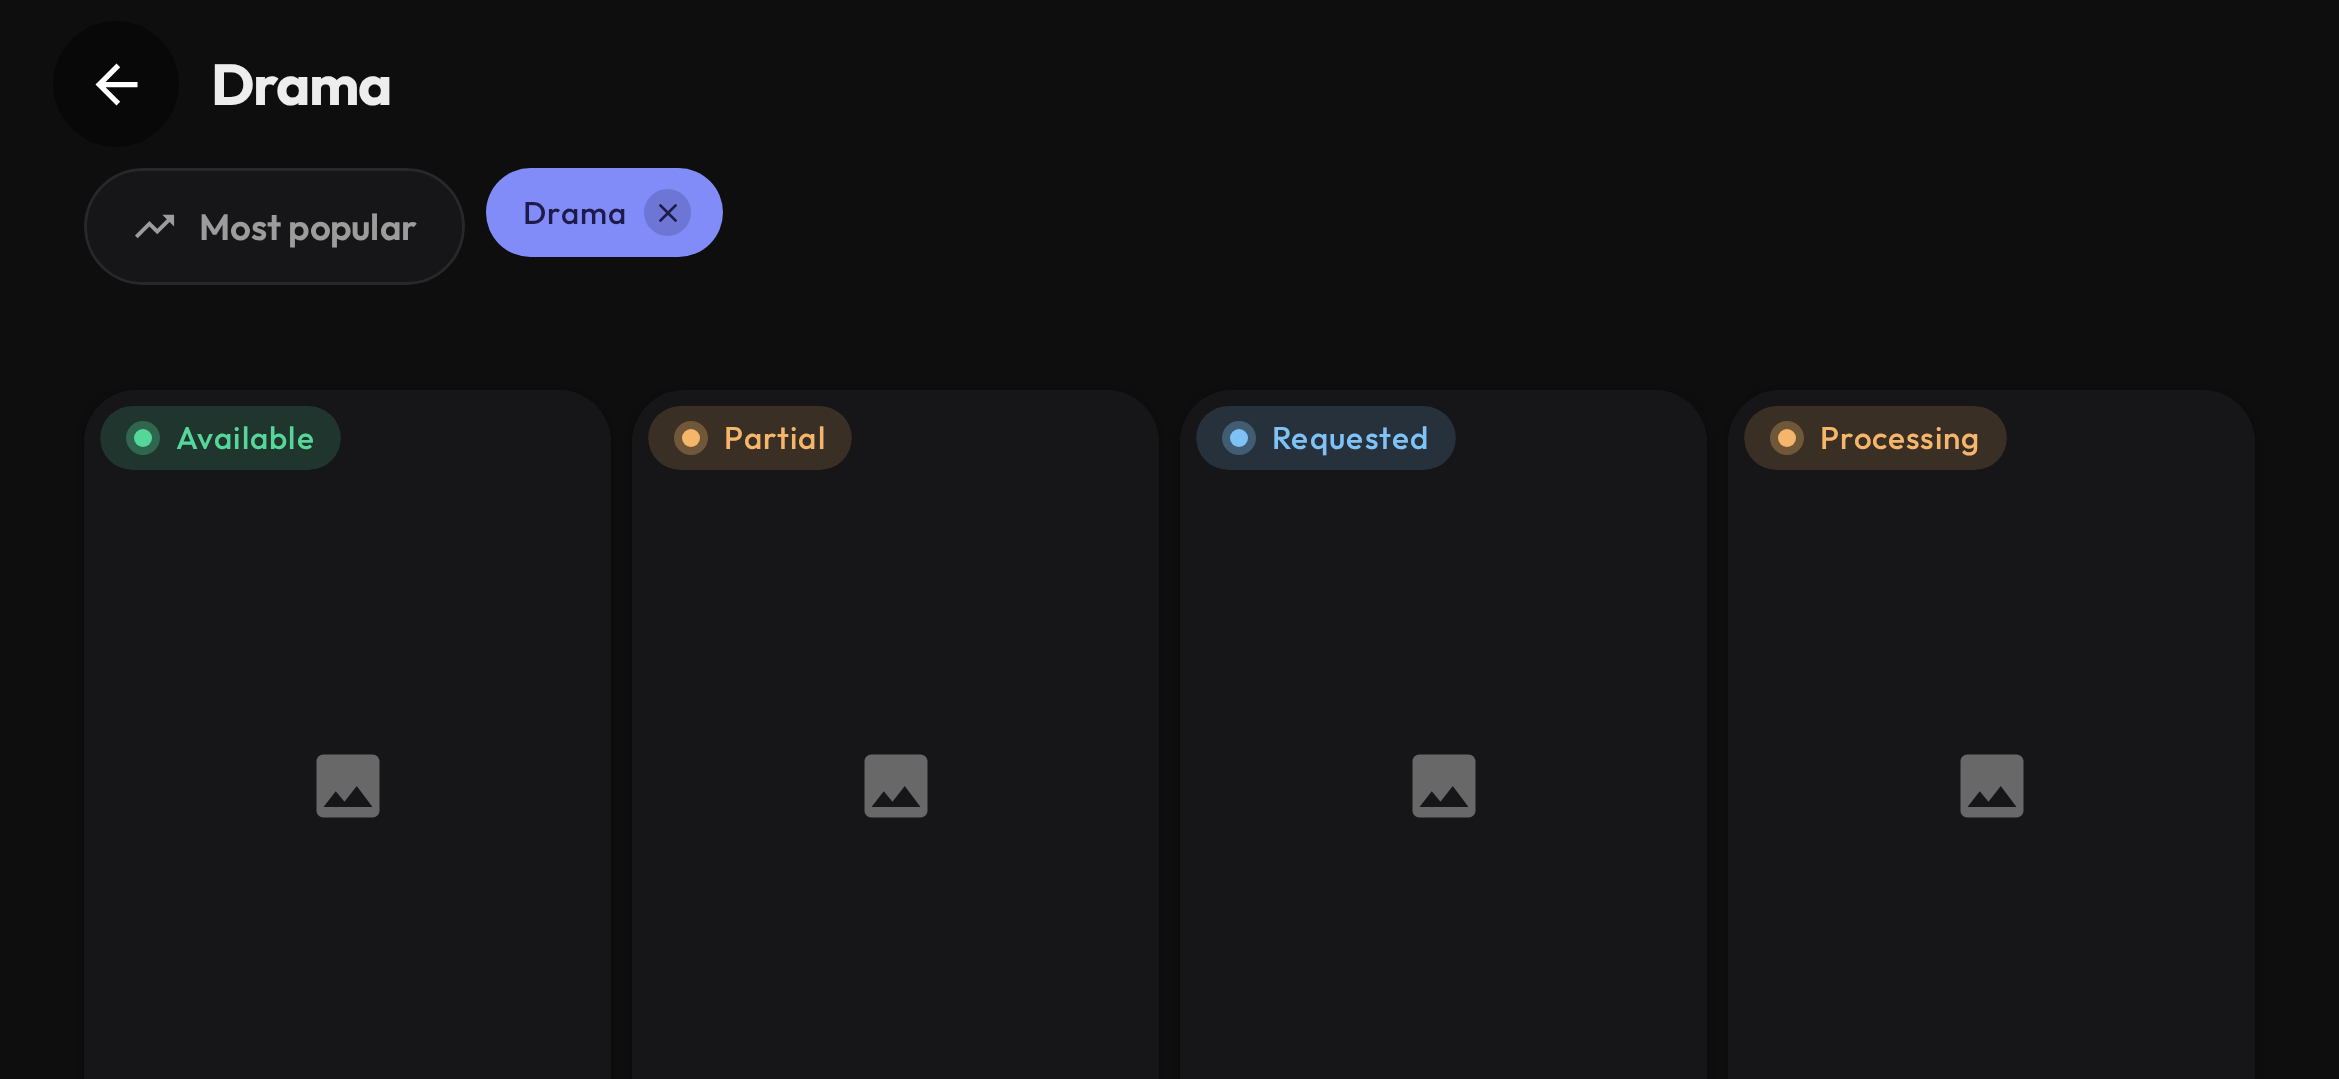 Drama
Most popular
Drama
Available
Partial
Requested
Processing